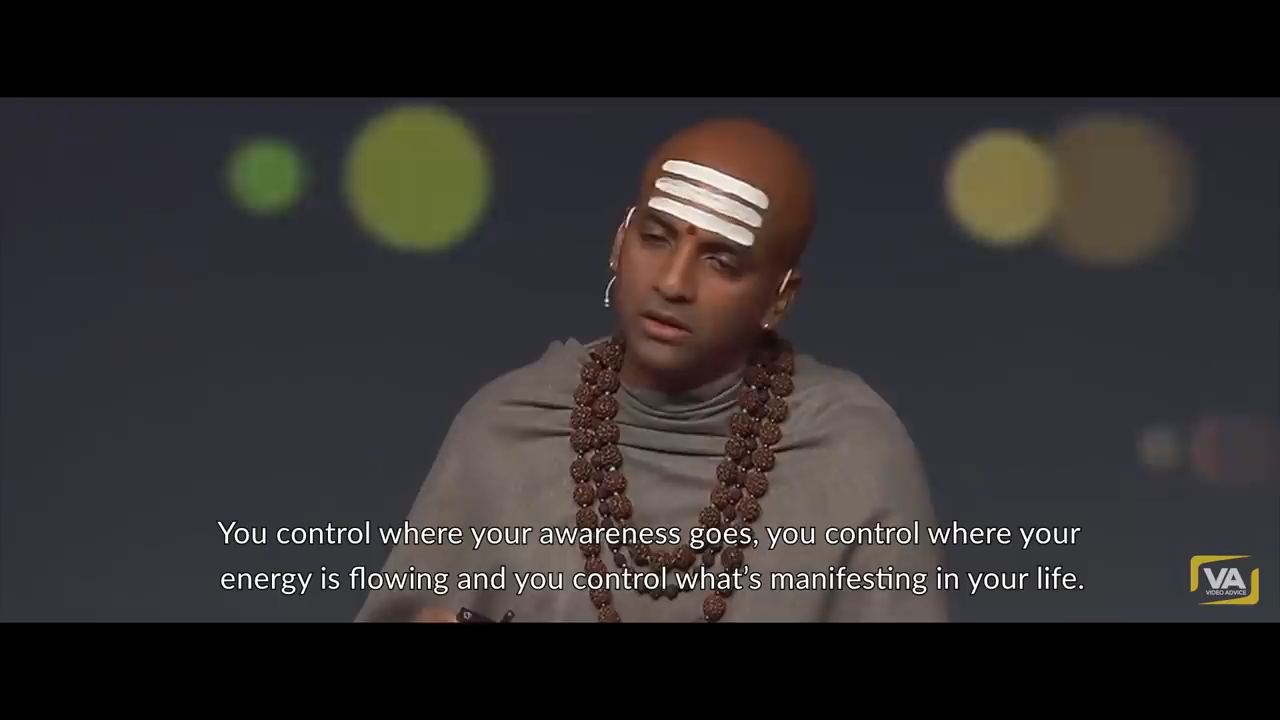 You control where your awareness goes, you control where your
energy is flowing and you control what’s manifesting in your life.
VA
VIDEO ADVICE